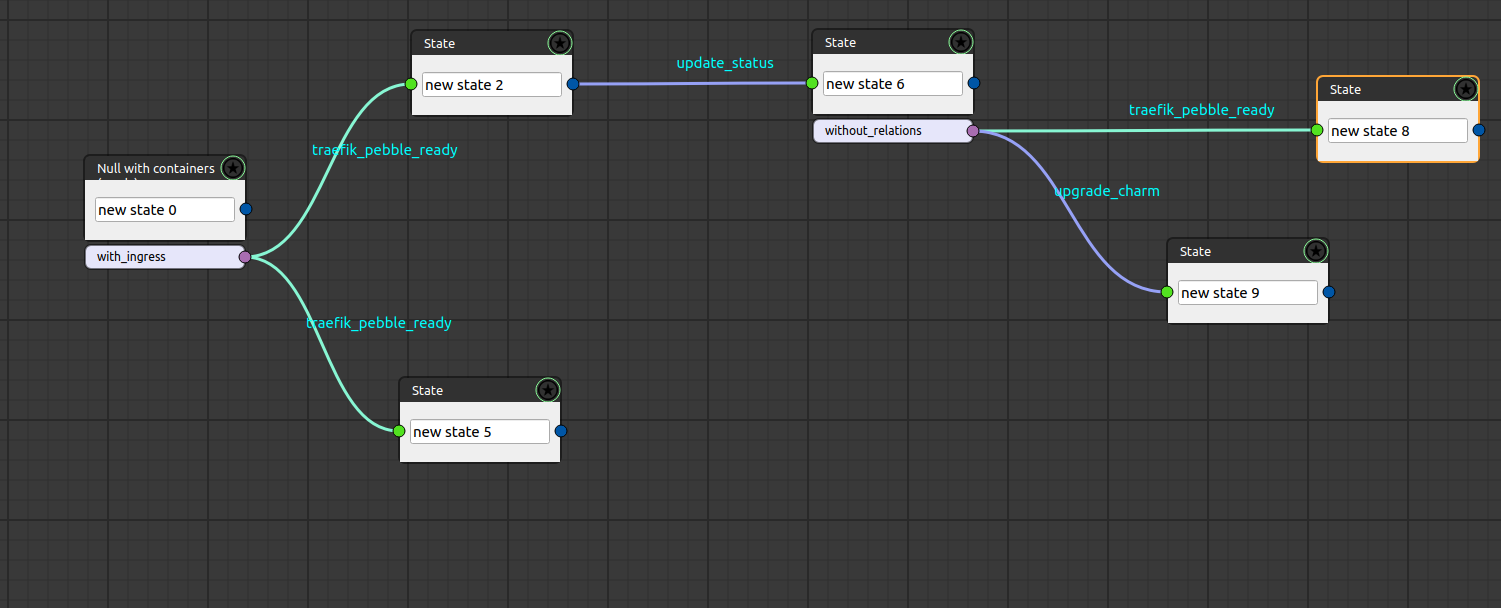 State
new state 2
update_status
State
new state 6
without_relations
traefik_pebble_ready
State
new state 8
upgrade_charm
State
new state 9
traefik_pebble_ready
Null with containers
new state 0
with_ingress
traefik_pebble_ready
State
new state 5